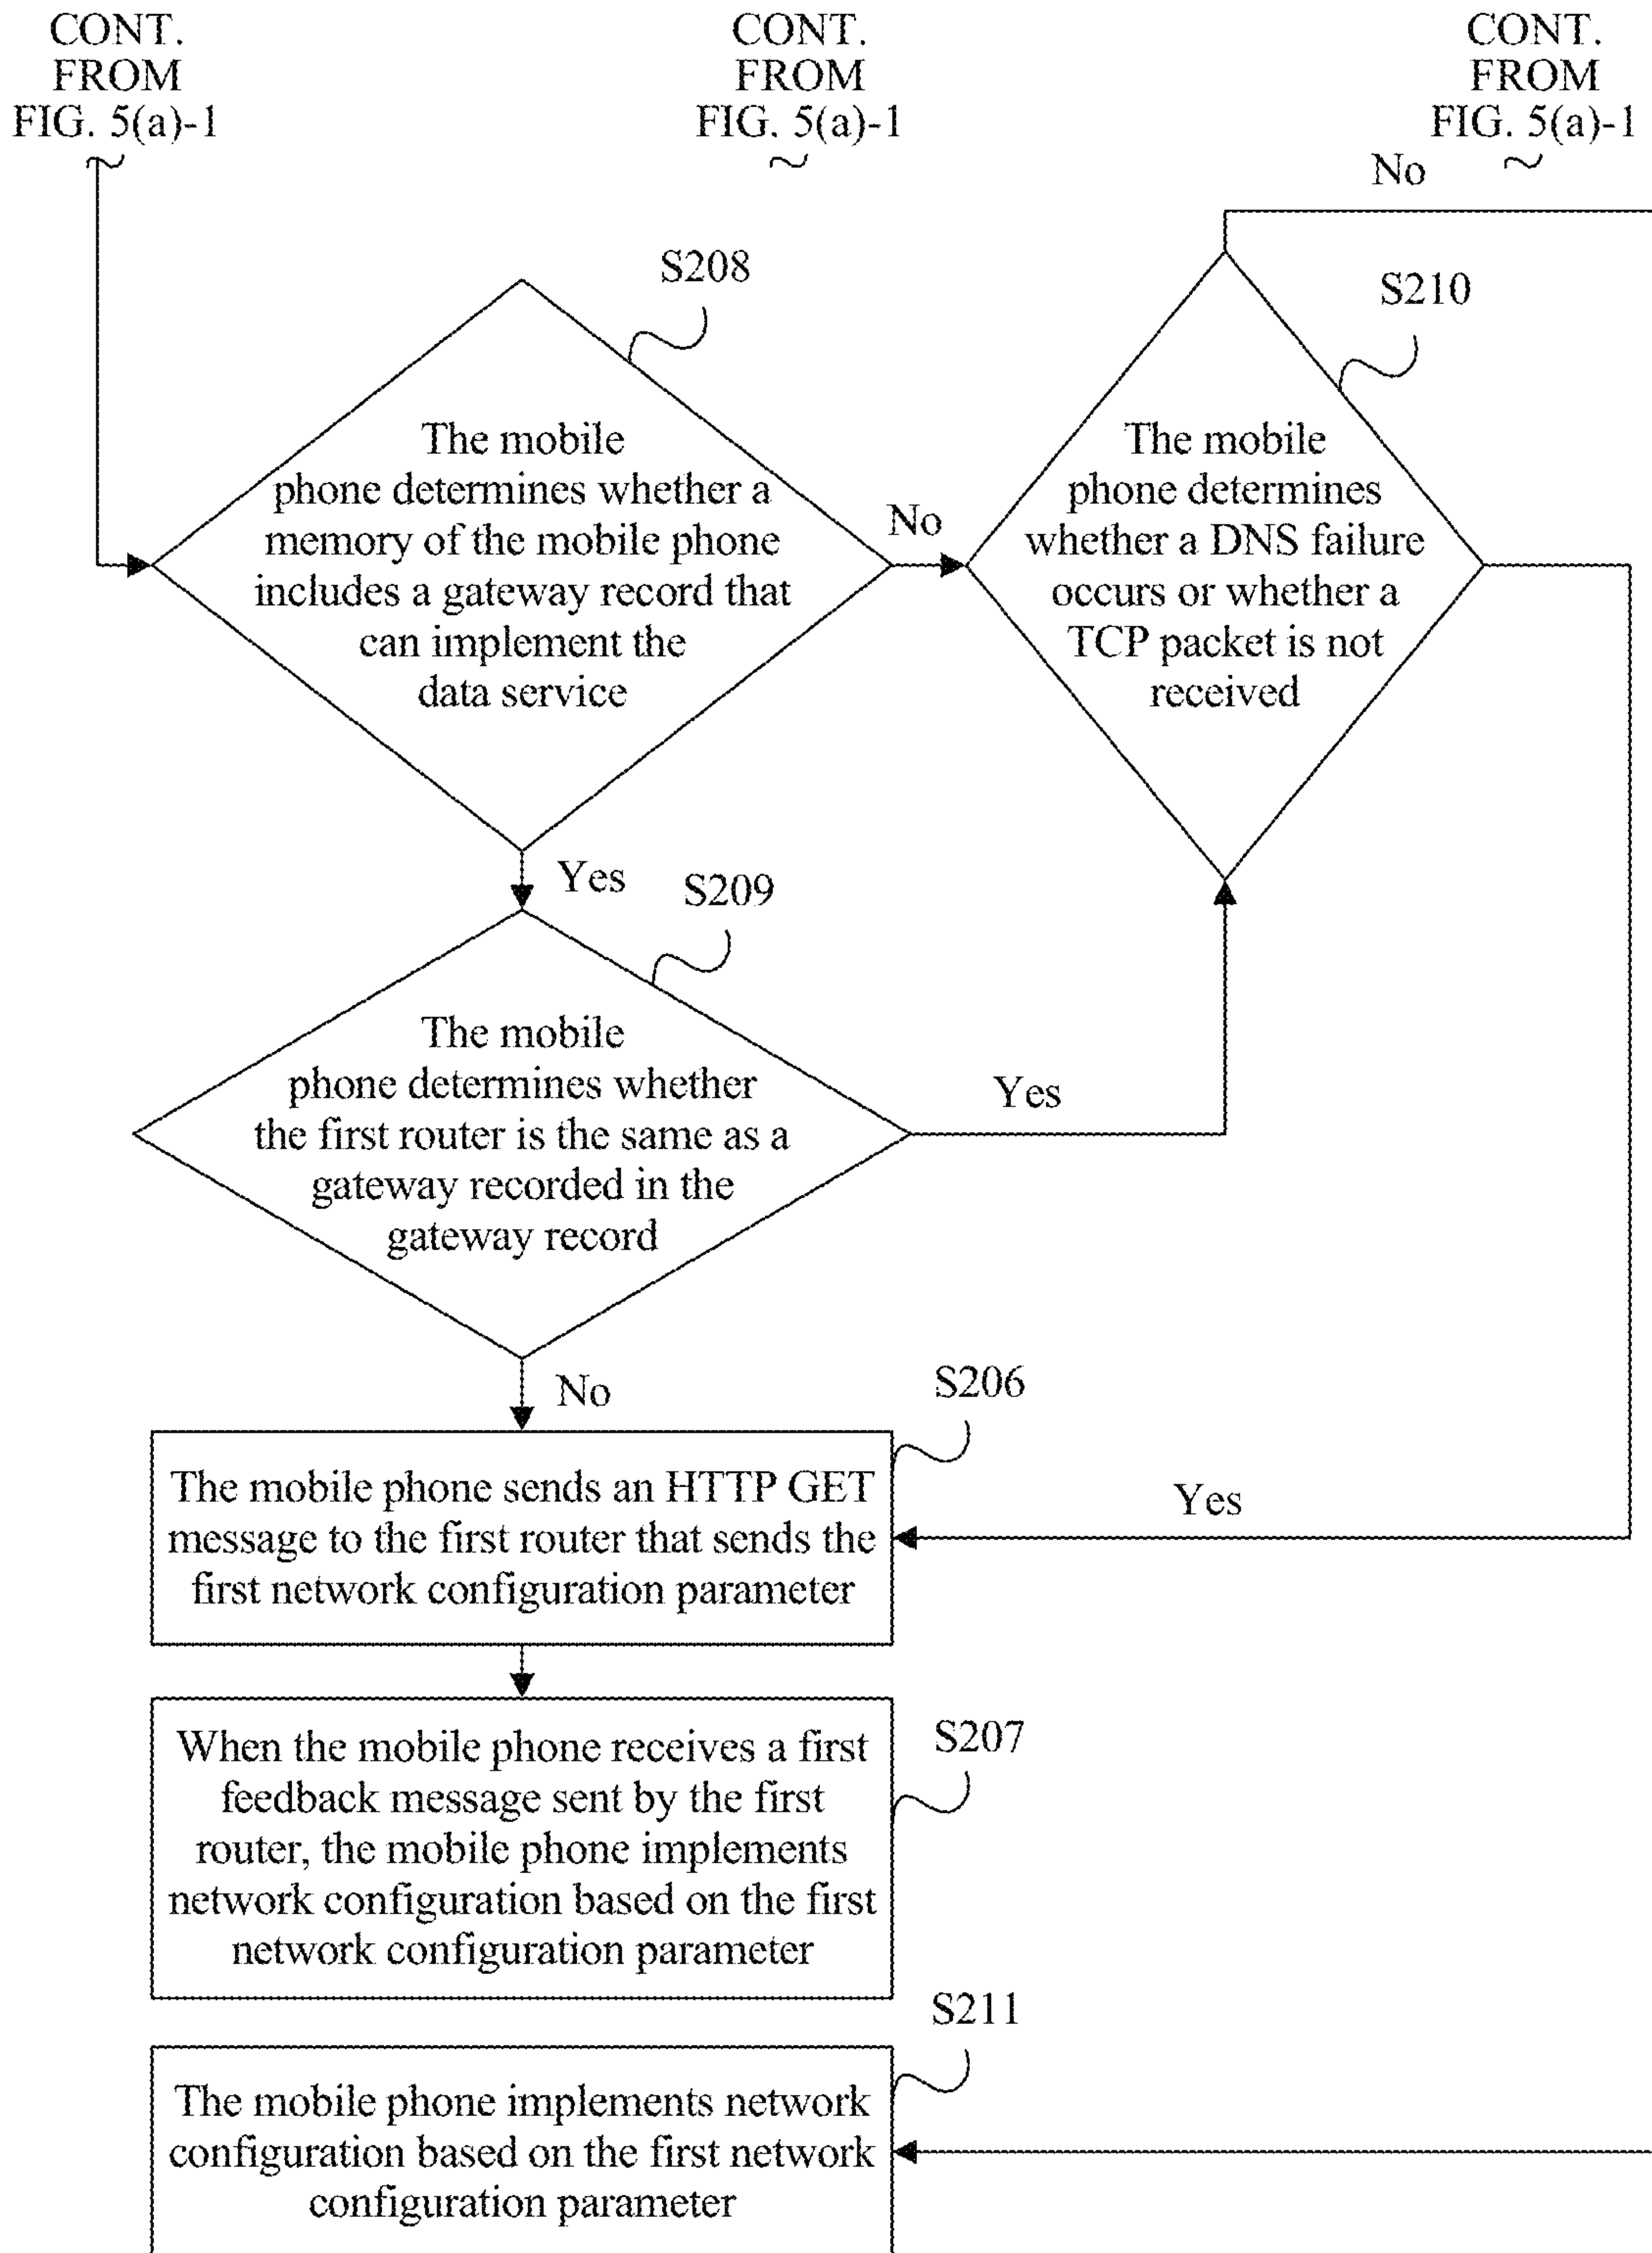 CONT.
FROM
FIG. 5(a)-1
CONT.
FROM
FIG. 5(a)-1
CONT.
FROM
FIG. 5(a)-1
No
S208
S210
The mobile
phone determines whether a
memory of the mobile phone
includes a gateway record that
can implement the
data service
No
The mobile
phone determines
whether a DNS failure
occurs or whether a
TCP packet is not
received
Yes
S209
The mobile
phone determines whether
the first router is the same as a
gateway recorded in the
gateway record
Yes
No
S206
The mobile phone sends an HTTP GET
message to the first router that sends the
first network configuration parameter
Yes
S207
When the mobile phone receives a first
feedback message sent by the first
router, the mobile phone implements
network configuration based on the first
network configuration parameter
S211
The mobile phone implements network
configuration based on the first network
configuration parameter